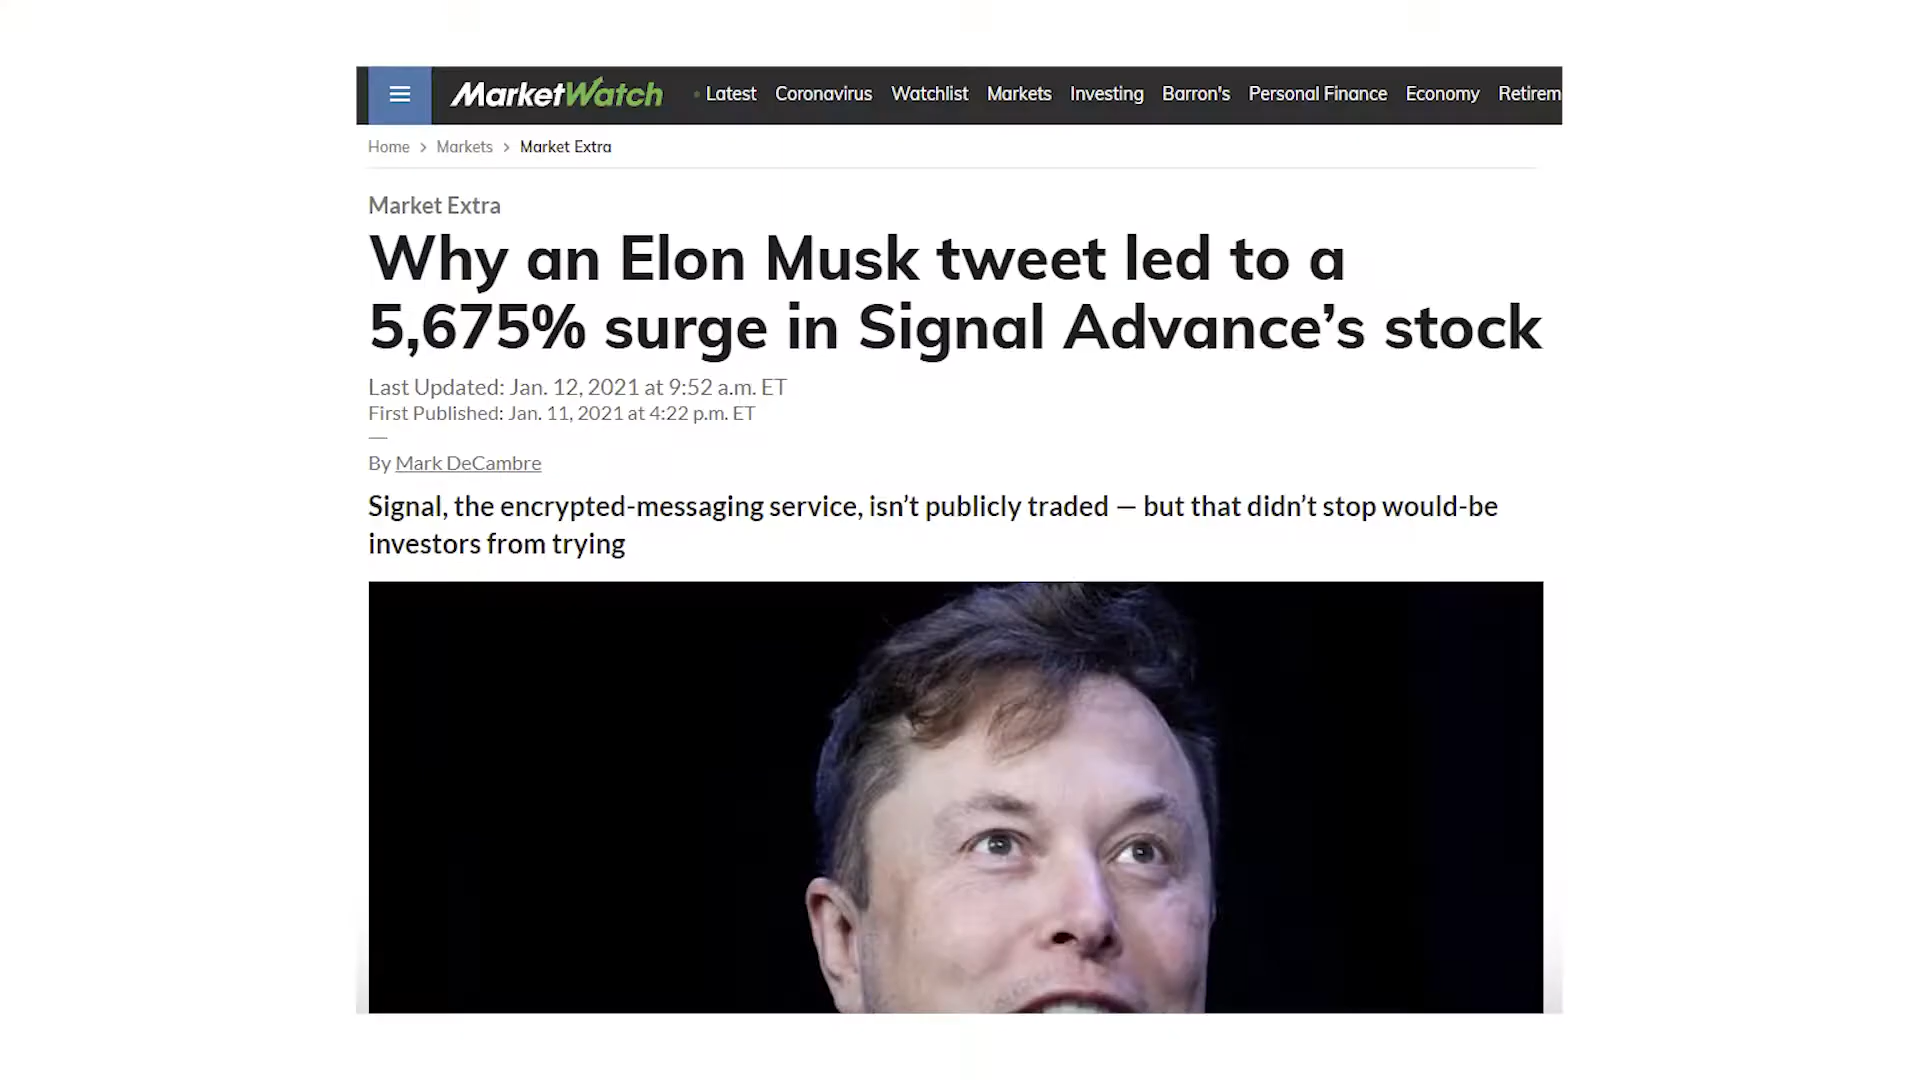 MarketWatch Latest Coronavirus Watchlist Markets Investing Barron's Personal Finance Economy Retirem
Home > Markets > Market Extra
Market Extra
Why an Elon Musk tweet led to a
5,675% surge in Signal Advance’s stock
Last Updated: Jan. 12, 2021 at 9:52 a.m. ET
First Published: Jan. 11, 2021 at 4:22 p.m. ET
—
By Mark DeCambre
Signal, the encrypted-messaging service, isn’t publicly traded — but that didn’t stop would-be
investors from trying